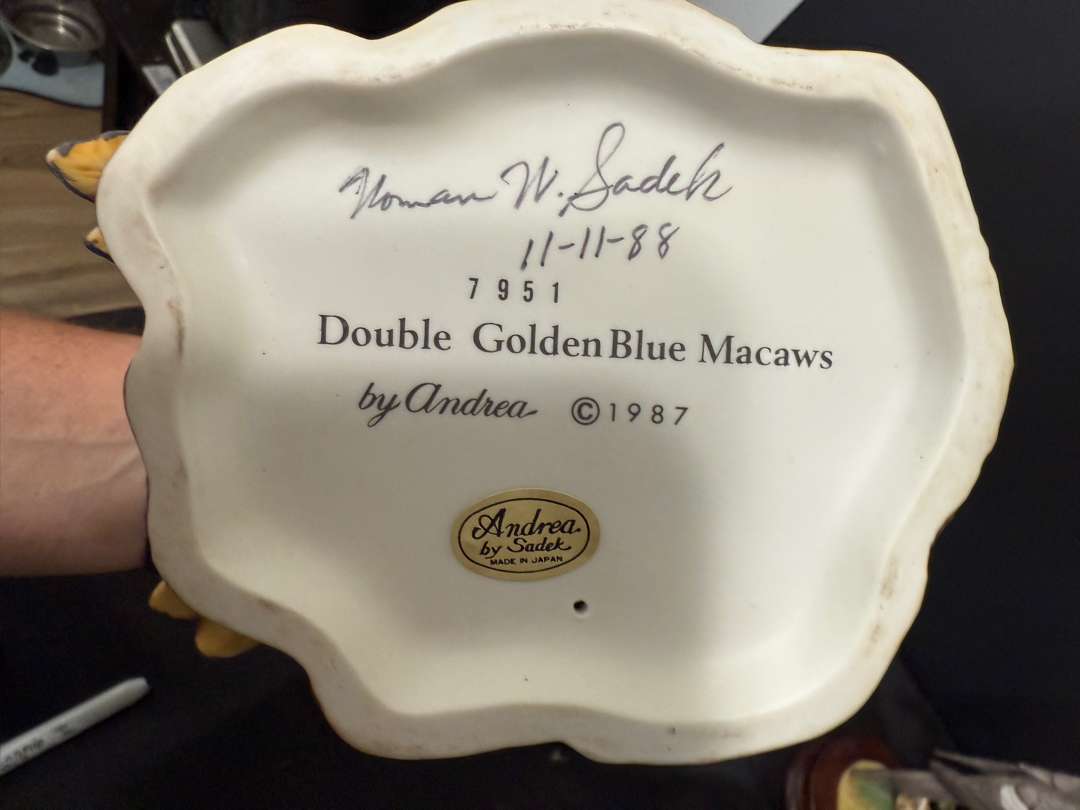 Norman W. Sadek
11-11-88
7951
Double Golden Blue Macaws
by Andrea © 1987
Andrea
by Sadek
MADE IN JAPAN